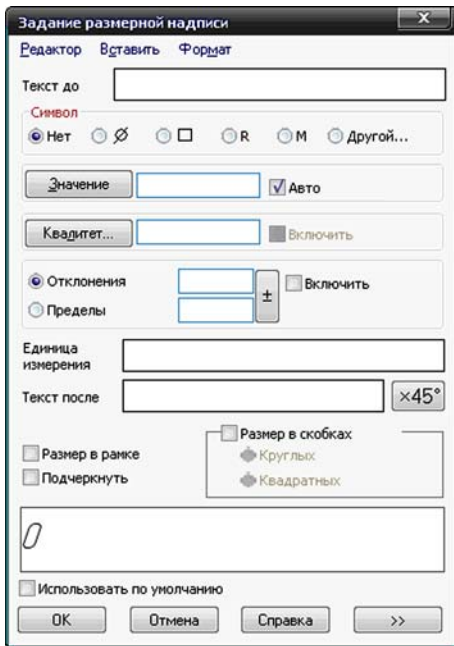 Задание размерной надписи
Редактор Вставить Формат
Текст до
Символ
Нет Ø □ R M Другой...
Значение Авто
Квалитет... Включить
Отклонения ± Включить
Пределы
Единица
измерения
Текст после ×45°
Размер в скобках
Размер в рамке Круглых
Подчеркнуть Квадратных
0
Использовать по умолчанию
OK Отмена Справка >>